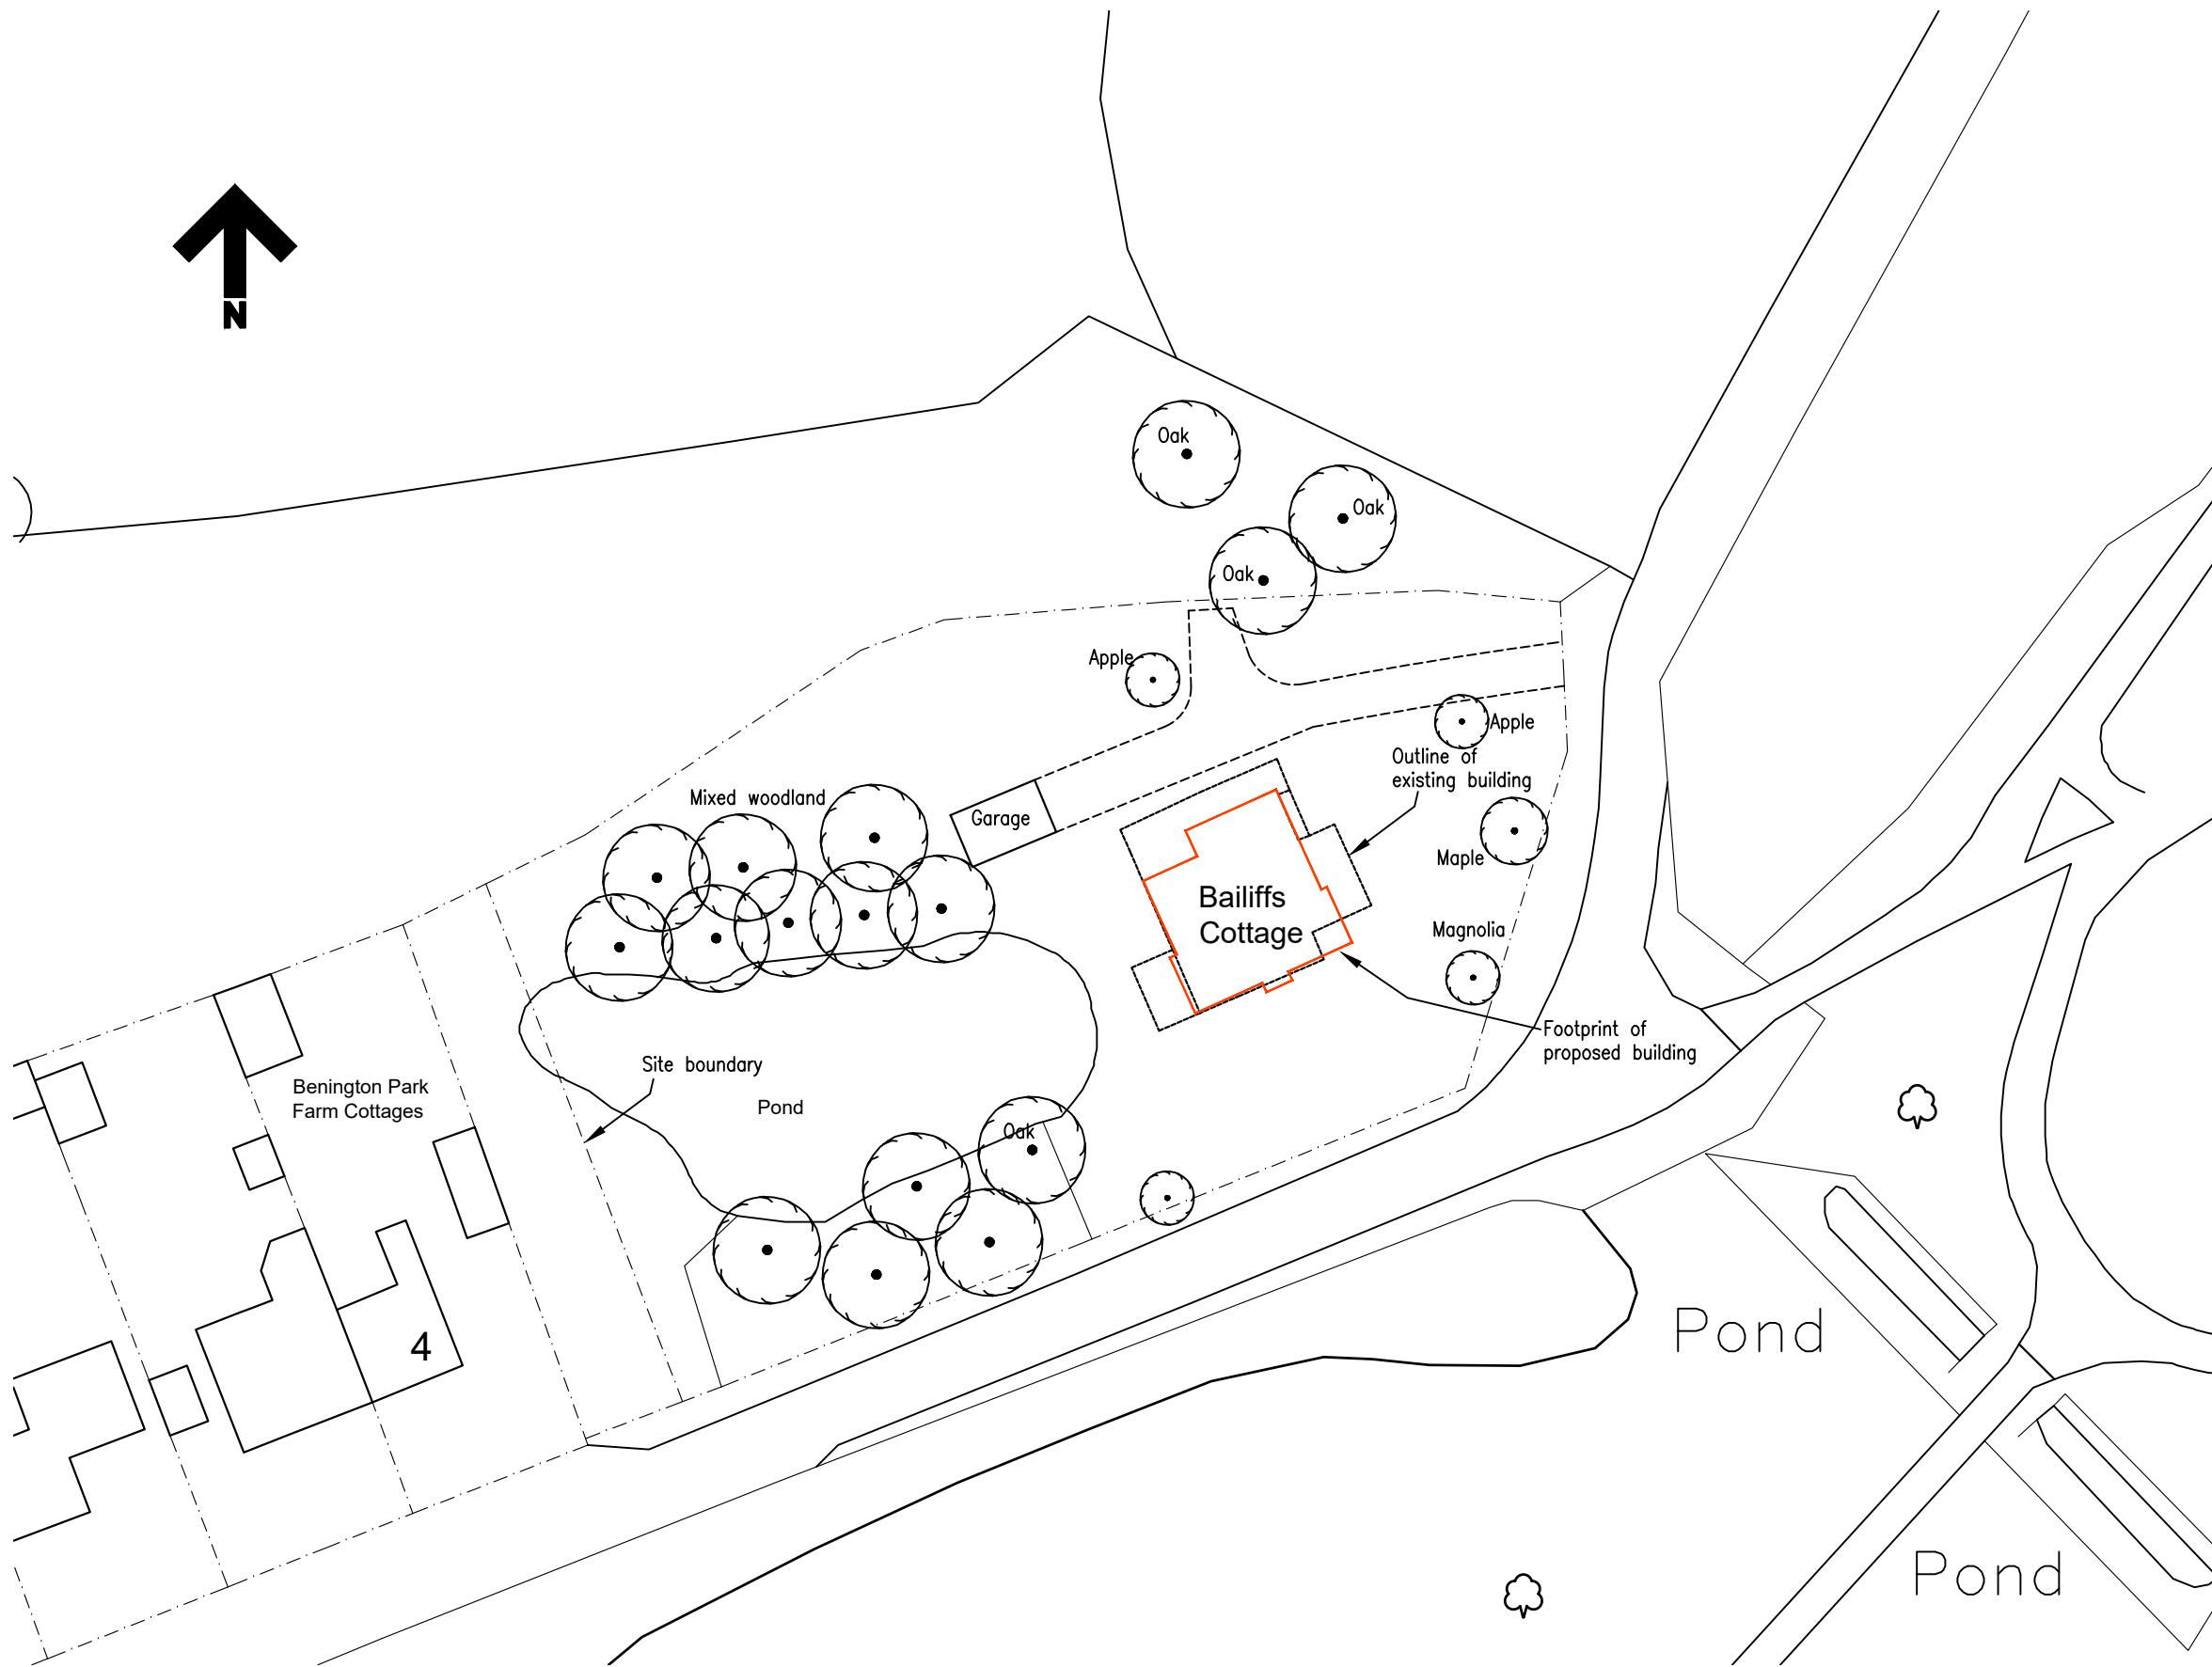 N
Oak
Oak
Oak
Apple
Apple
Outline of
existing building
Mixed woodland
Garage
Maple
Bailiffs
Cottage
Magnolia
Footprint of
proposed building
Site boundary
Benington Park
Farm Cottages
Pond
Oak
4
Pond
Pond